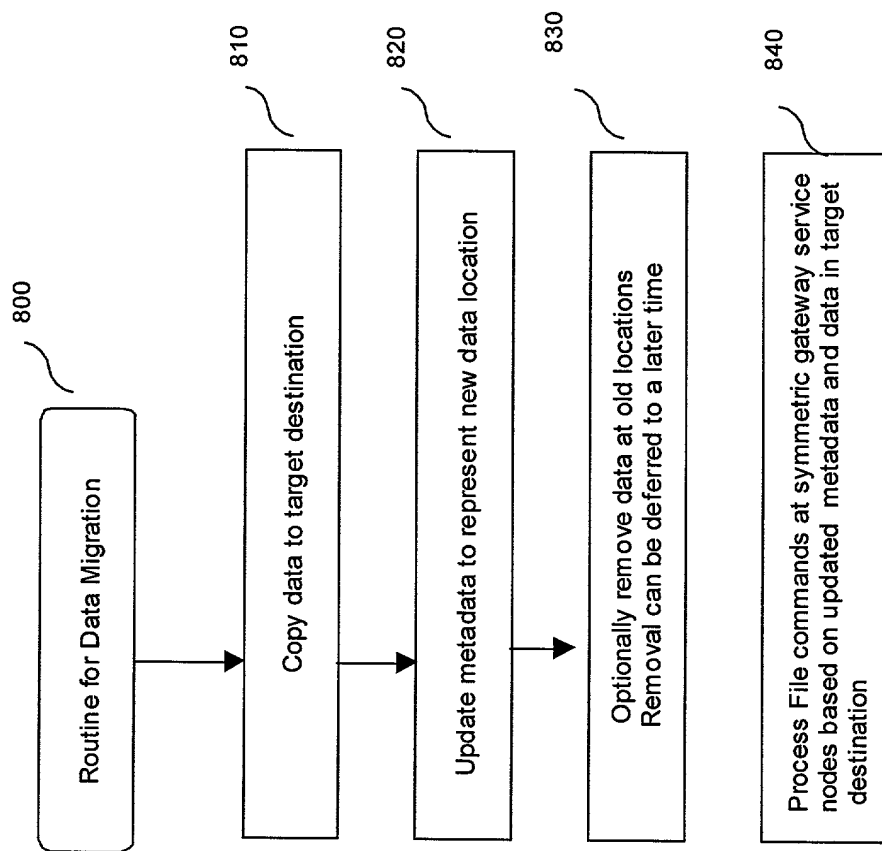 Routine for Data Migration
800
Copy data to target destination
810
Update metadata to represent new data location
820
Optionally remove data at old locations
Removal can be deferred to a later time
830
Process File commands at symmetric gateway service
nodes based on updated metadata and data in target
destination
840